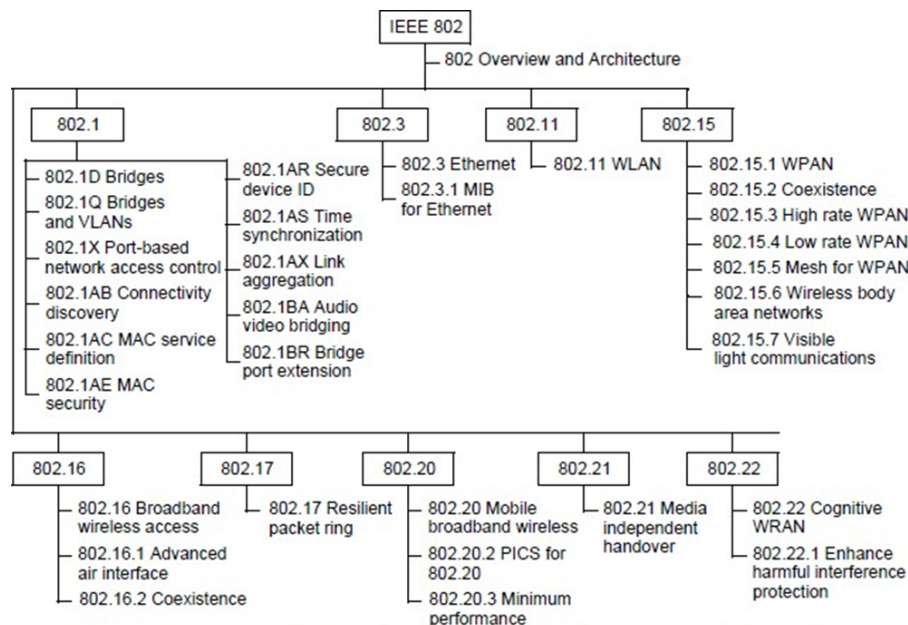 IEEE 802
802 Overview and Architecture
802.1
802.3
802.11
802.15
802.1D Bridges
802.1Q Bridges
and VLANs
802.1X Port-based
network access control
802.1AB Connectivity
discovery
802.1AC MAC service
definition
802.1AE MAC
security
802.1AR Secure
device ID
802.1AS Time
synchronization
802.1AX Link
aggregation
802.1BA Audio
video bridging
802.1BR Bridge
port extension
802.3 Ethernet
802.3.1 MIB
for Ethernet
802.11 WLAN
802.15.1 WPAN
802.15.2 Coexistence
802.15.3 High rate WPAN
802.15.4 Low rate WPAN
802.15.5 Mesh for WPAN
802.15.6 Wireless body
area networks
802.15.7 Visible
light communications
802.16
802.17
802.20
802.21
802.22
802.16 Broadband
wireless access
802.16.1 Advanced
air interface
802.16.2 Coexistence
802.17 Resilient
packet ring
802.20 Mobile
broadband wireless
802.20.2 PICS for
802.20
802.20.3 Minimum
performance
802.21 Media
independent
handover
802.22 Cognitive
WRAN
802.22.1 Enhance
harmful interference
protection